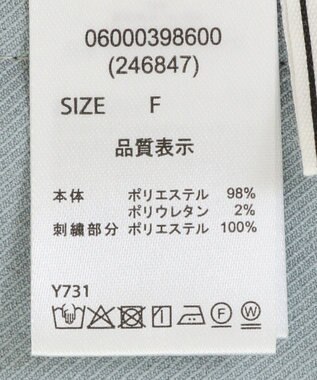 06000398600
(246847)
SIZE F
品質表示
本体 ポリエステル 98%
ポリウレタン 2%
刺繍部分 ポリエステル 100%
Y731
F W